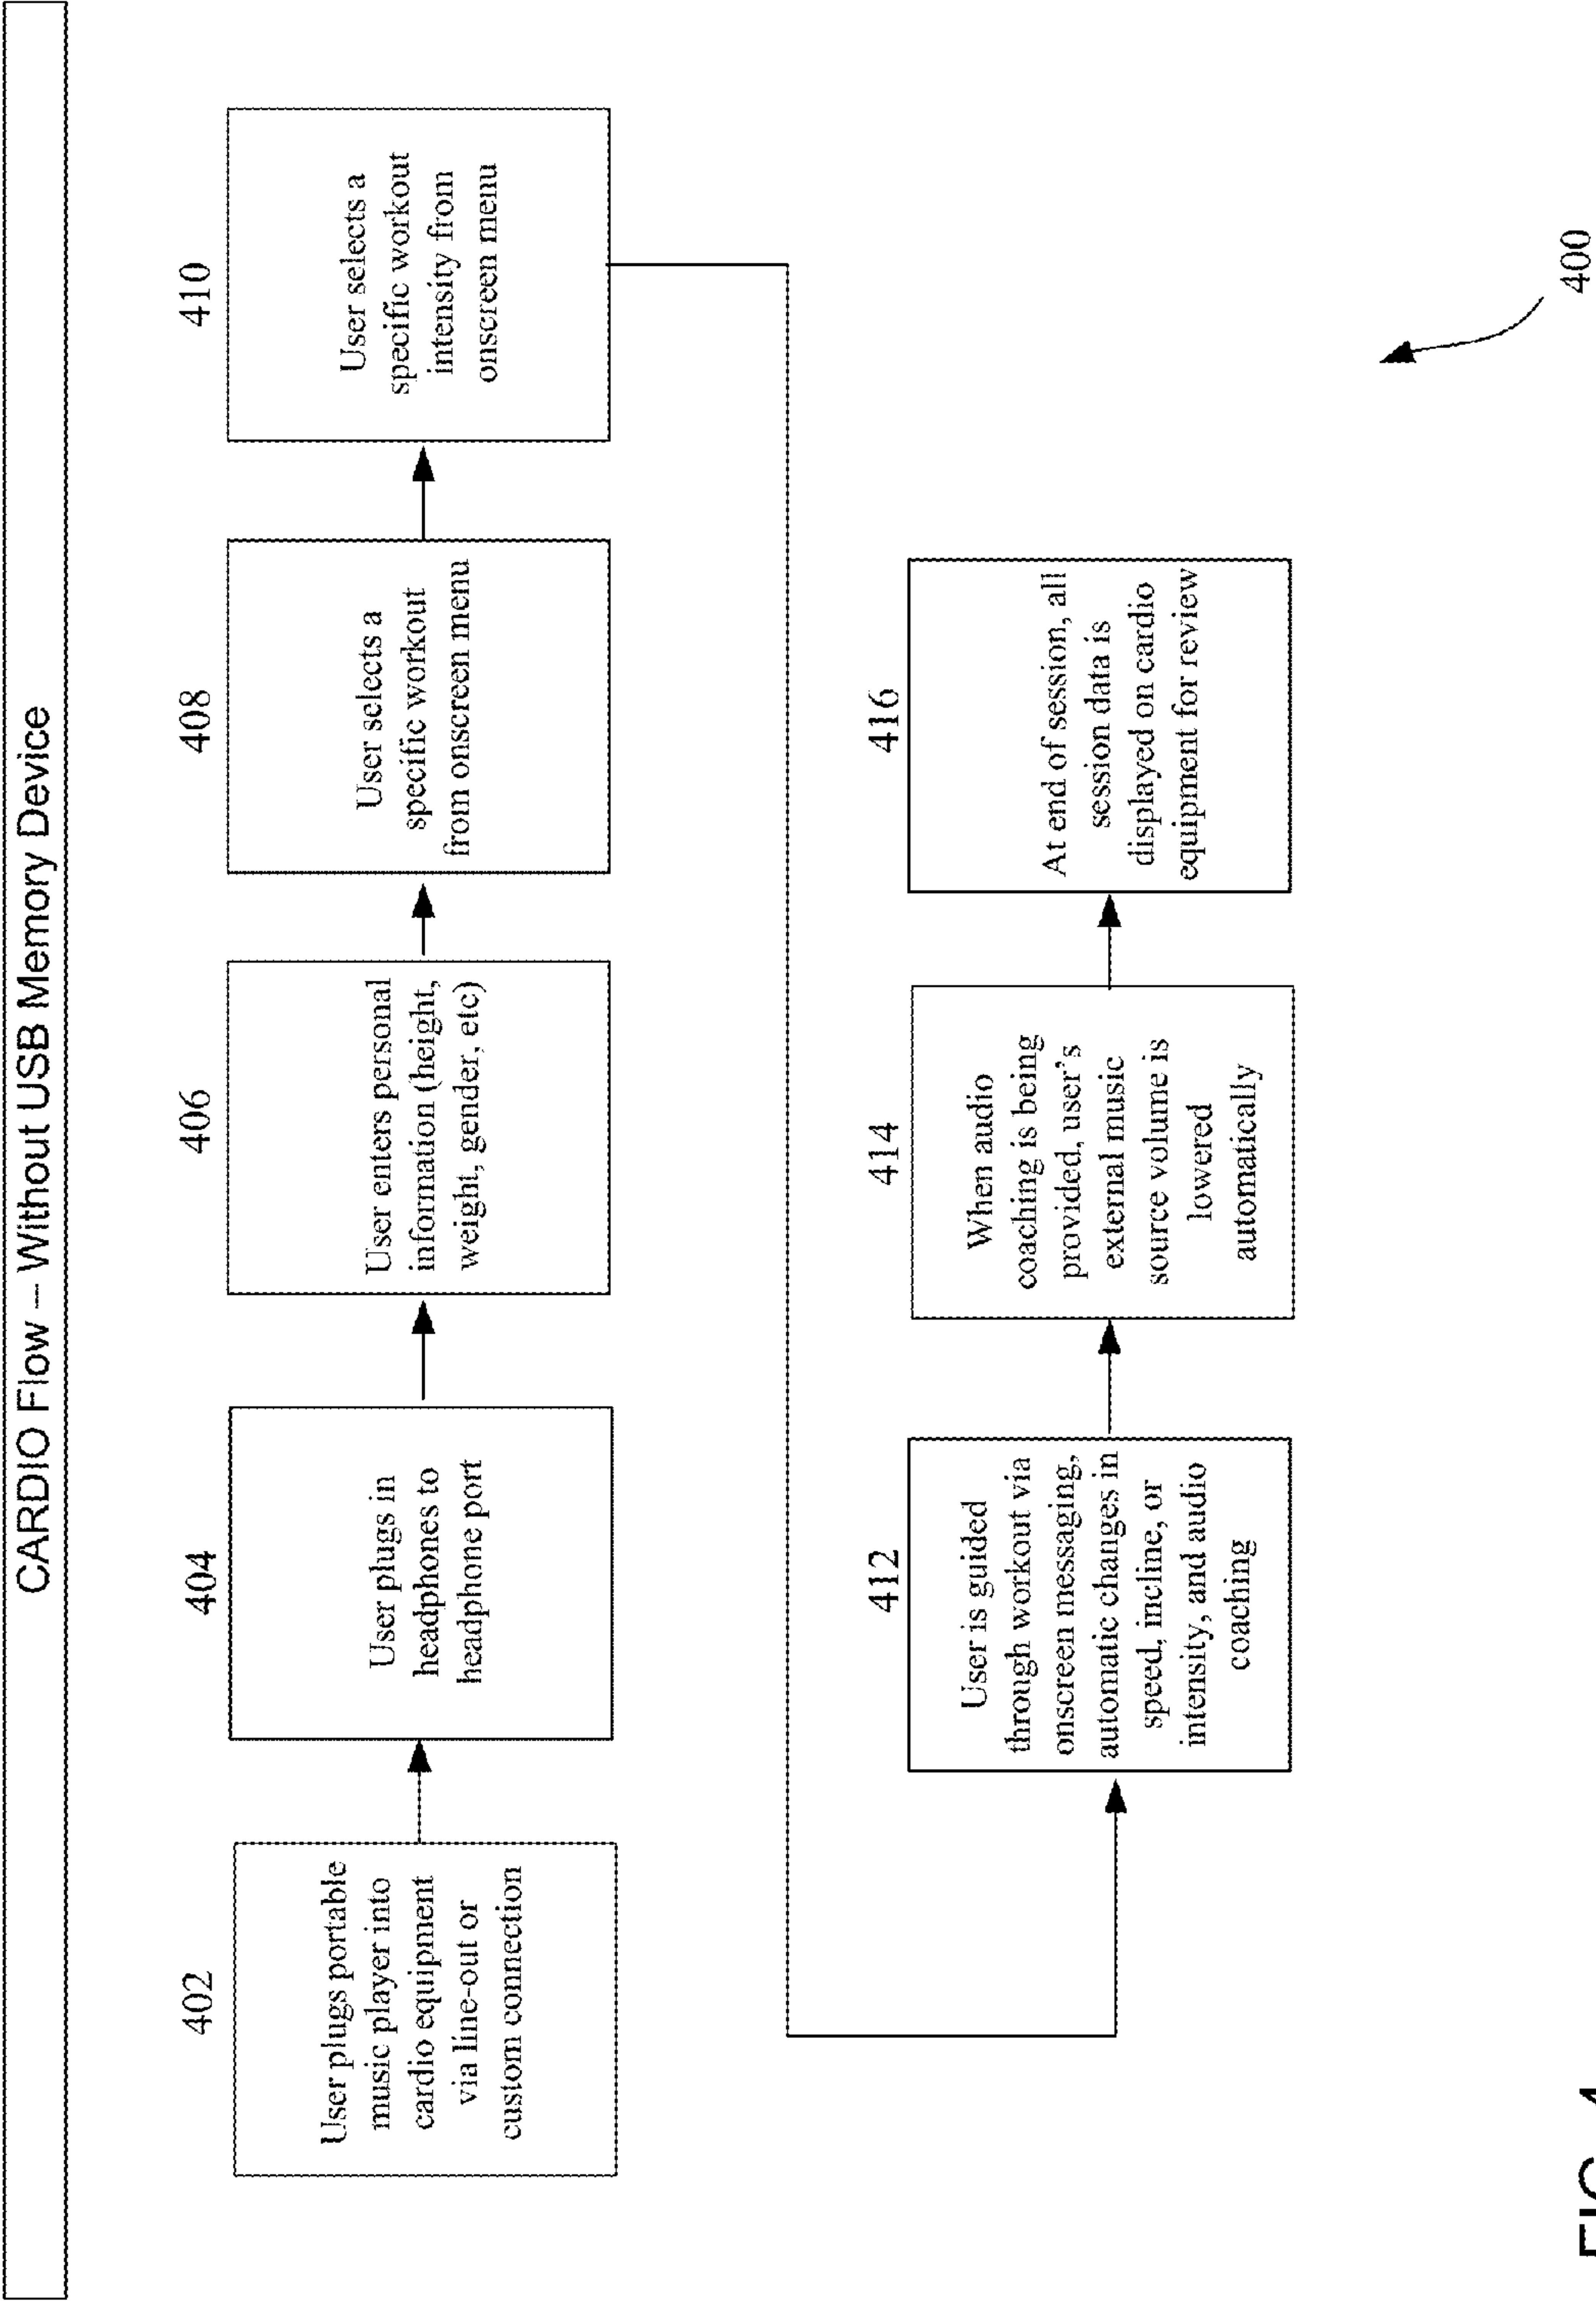 CARDIO Flow – Without USB Memory Device
402
User plugs portable
music player into
cardio equipment
via line-out or
custom connection
404
User plugs in
headphones to
headphone port
406
User enters personal
information (height,
weight, gender, etc)
408
User selects a
specific workout
from onscreen menu
410
User selects a
specific workout
intensity from
onscreen menu
412
User is guided
through workout via
onscreen messaging,
automatic changes in
speed, incline, or
intensity, and audio
coaching
414
When audio
coaching is being
provided, user's
external music
source volume is
lowered
automatically
416
At end of session, all
session data is
displayed on cardio
equipment for review
400
FIG. 4